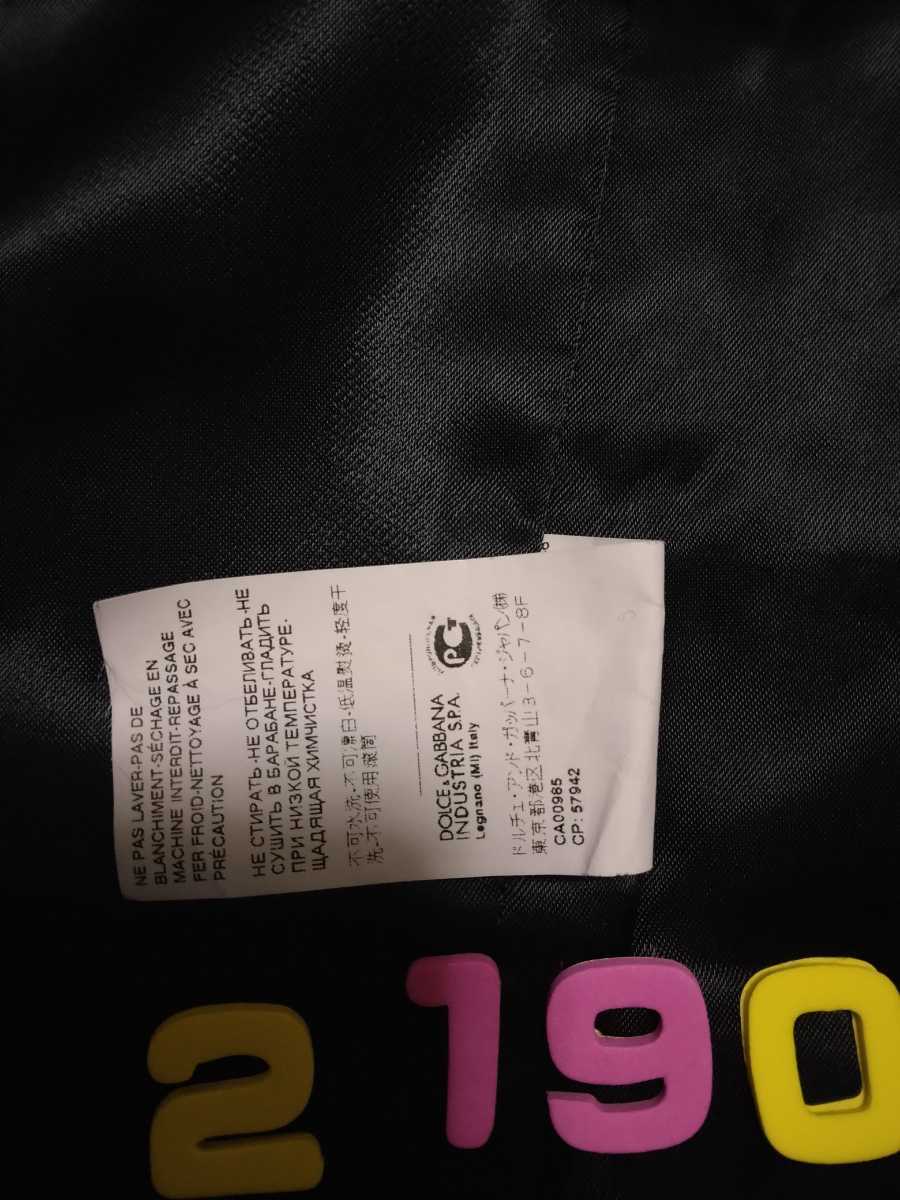 NE PAS LAVER-PAS DE
BLANCHIMENT-SÉCHAGE EN
MACHINE INTERDIT-REPASSAGE
FER FROID-NETTOYAGE À SEC AVEC
PRÉCAUTION
НЕ СТИРАТЬ-НЕ ОТБЕЛИВАТЬ-НЕ
СУШИТЬ В БАРАБАНЕ-ГЛАДИТЬ
ПРИ НИЗКОЙ ТЕМПЕРАТУРЕ-
ЩАДЯЩАЯ ХИМЧИСТКА
不可水洗-不可漂白-低温熨烫-轻度干
洗-不可使用滚筒
DOLCE & GABBANA
INDUSTRIA S.P.A.
Legnano (MI) Italy
PCT
ドルチェ・アンド・ガッバーナ・ジャパン㈱
東京都港区北青山3-6-7-8F
CA00985
CP: 57942
2 190